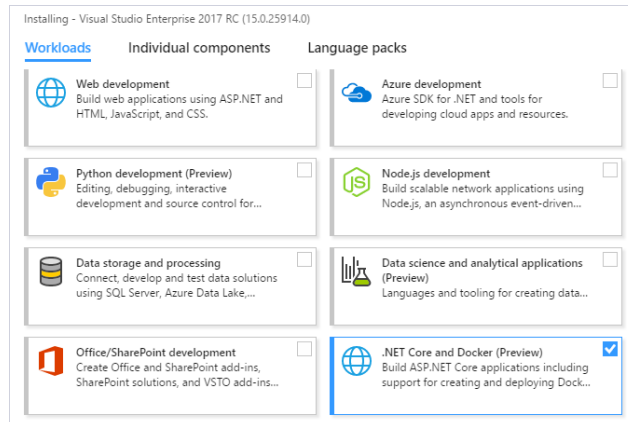 Installing - Visual Studio Enterprise 2017 RC (15.0.25914.0)
Workloads Individual components Language packs
Web development
Build web applications using ASP.NET and
HTML, JavaScript, and CSS.
Azure development
Azure SDK for .NET and tools for
developing cloud apps and resources.
Python development (Preview)
Editing, debugging, interactive
development and source control for...
Node.js development
Build scalable network applications using
Node.js, an asynchronous event-driven...
Data storage and processing
Connect, develop and test data solutions
using SQL Server, Azure Data Lake,...
Data science and analytical applications
(Preview)
Languages and tooling for creating data...
Office/SharePoint development
Create Office and SharePoint add-ins,
SharePoint solutions, and VSTO add-ins...
.NET Core and Docker (Preview)
Build ASP.NET Core applications including
support for creating and deploying Dock...